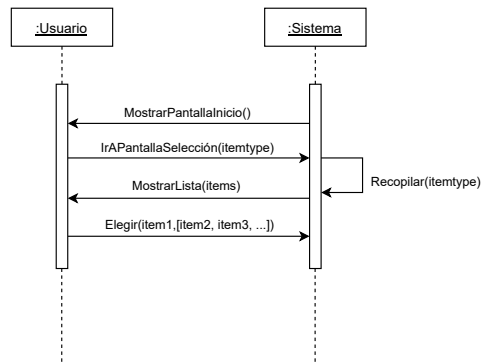 :Usuario
:Sistema
MostrarPantallaInicio()
IrAPantallaSelección(itemtype)
Recopilar(itemtype)
MostrarLista(items)
Elegir(item1,[item2, item3, ...])